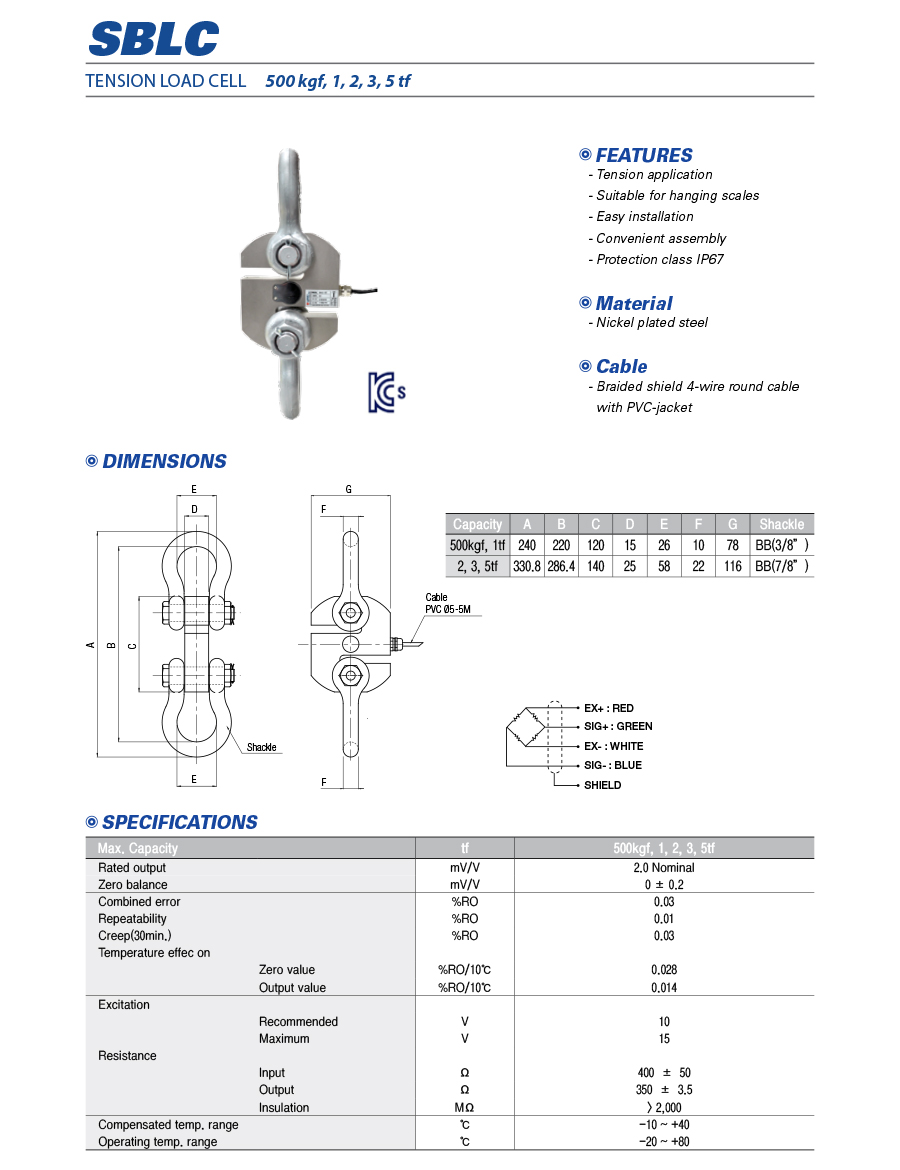 SBLC
TENSION LOAD CELL 500 kgf, 1, 2, 3, 5 tf
FEATURES
- Tension application
- Suitable for hanging scales
- Easy installation
- Convenient assembly
- Protection class IP67
Material
- Nickel plated steel
Cable
- Braided shield 4-wire round cable
with PVC-jacket
KCs
DIMENSIONS
E
D
A
B
C
E
Shackle
G
F
F
Cable
PVC Ø5-5M
Capacity A B C D E F G Shackle
500kgf, 1tf 240 220 120 15 26 10 78 BB(3/8" )
2, 3, 5tf 330.8 286.4 140 25 58 22 116 BB(7/8" )
EX+ : RED
SIG+ : GREEN
EX- : WHITE
SIG- : BLUE
SHIELD
SPECIFICATIONS
Max. Capacity tf 500kgf, 1, 2, 3, 5tf
Rated output mV/V 2.0 Nominal
Zero balance mV/V 0 ± 0.2
Combined error %RO 0.03
Repeatability %RO 0.01
Creep(30min.) %RO 0.03
Temperature effec on
Zero value %RO/10℃ 0.028
Output value %RO/10℃ 0.014
Excitation
Recommended V 10
Maximum V 15
Resistance
Input Ω 400 ± 50
Output Ω 350 ± 3.5
Insulation MΩ 〉2,000
Compensated temp. range ℃ -10 ~ +40
Operating temp. range ℃ -20 ~ +80